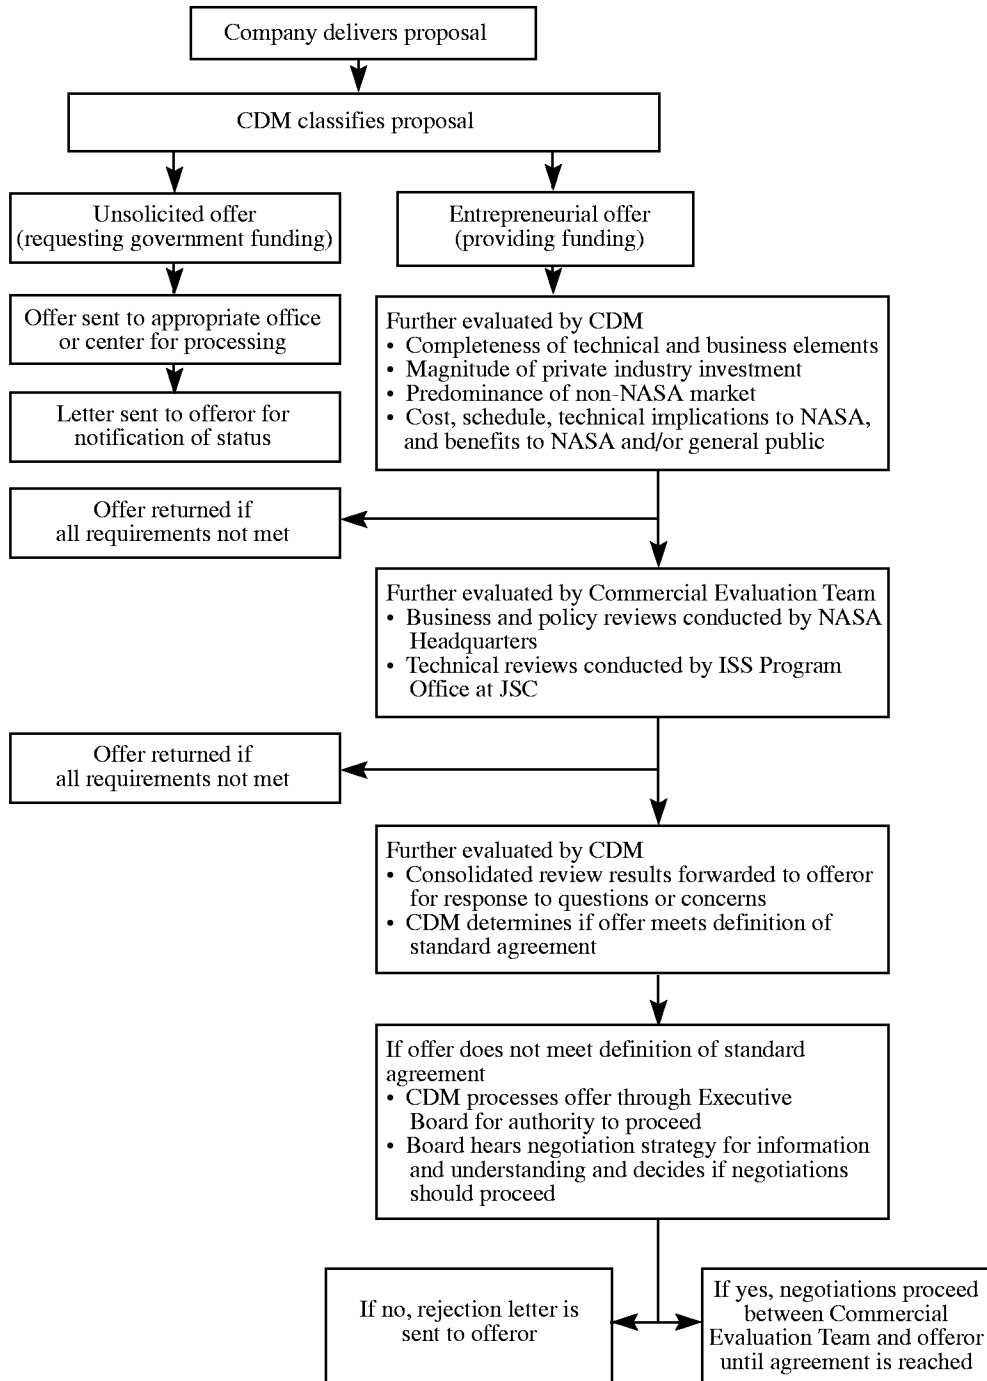 Company delivers proposal
CDM classifies proposal
Unsolicited offer
(requesting government funding)
Entrepreneurial offer
(providing funding)
Offer sent to appropriate office
or center for processing
Letter sent to offeror for
notification of status
Further evaluated by CDM
• Completeness of technical and business elements
• Magnitude of private industry investment
• Predominance of non-NASA market
• Cost, schedule, technical implications to NASA,
and benefits to NASA and/or general public
Offer returned if
all requirements not met
Further evaluated by Commercial Evaluation Team
• Business and policy reviews conducted by NASA
Headquarters
• Technical reviews conducted by ISS Program
Office at JSC
Offer returned if
all requirements not met
Further evaluated by CDM
• Consolidated review results forwarded to offeror
for response to questions or concerns
• CDM determines if offer meets definition of
standard agreement
If offer does not meet definition of standard
agreement
• CDM processes offer through Executive
Board for authority to proceed
• Board hears negotiation strategy for information
and understanding and decides if negotiations
should proceed
If no, rejection letter is
sent to offeror
If yes, negotiations proceed
between Commercial
Evaluation Team and offeror
until agreement is reached